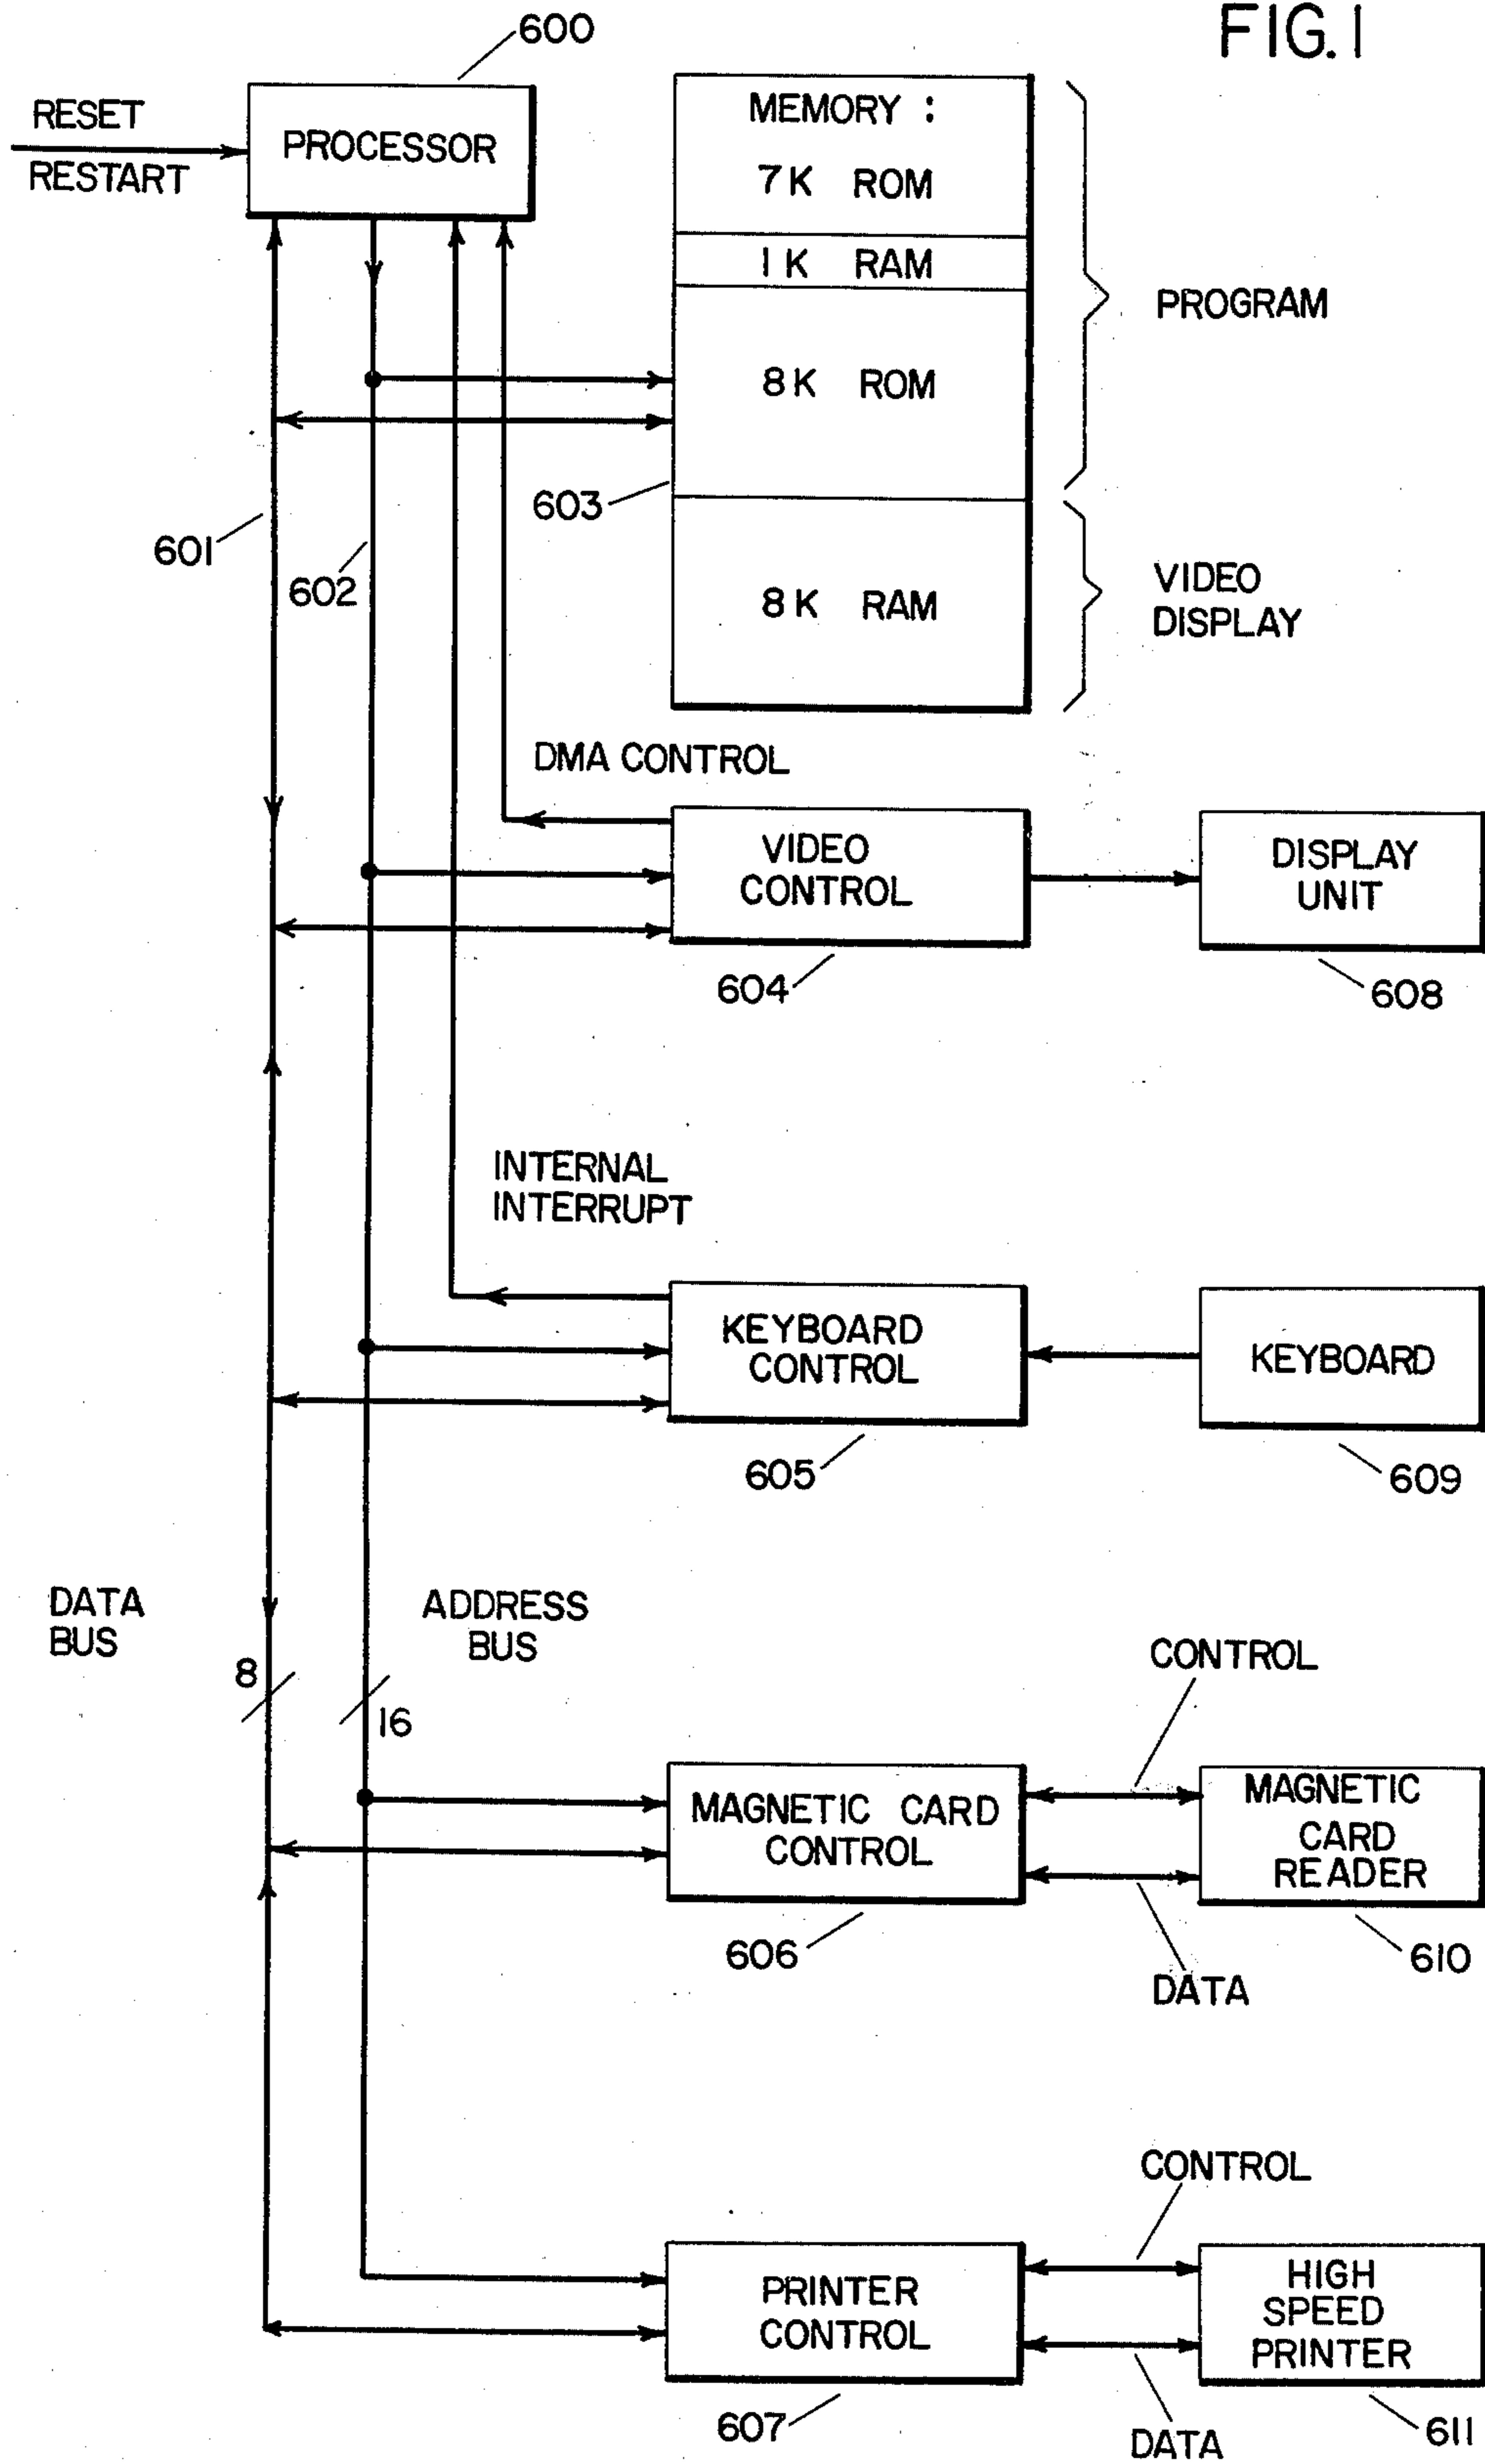 FIG. 1
600
RESET
RESTART
PROCESSOR
MEMORY :
7K ROM
1K RAM
8K ROM
PROGRAM
603
601
602
8K RAM
VIDEO
DISPLAY
DMA CONTROL
VIDEO
CONTROL
DISPLAY
UNIT
604
608
INTERNAL
INTERRUPT
KEYBOARD
CONTROL
KEYBOARD
605
609
DATA
BUS
ADDRESS
BUS
8
16
CONTROL
MAGNETIC CARD
CONTROL
MAGNETIC
CARD
READER
606
610
DATA
CONTROL
PRINTER
CONTROL
HIGH
SPEED
PRINTER
607
611
DATA